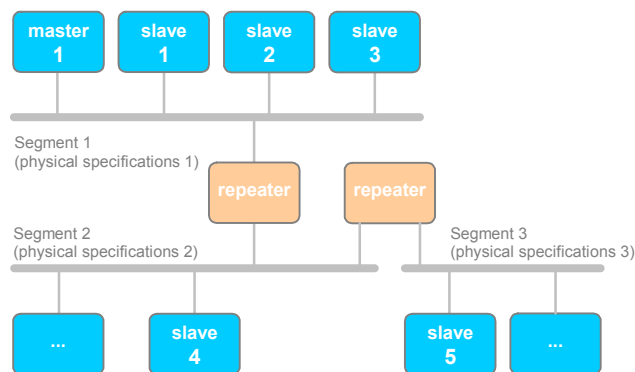 master
1
slave
1
slave
2
slave
3
Segment 1
(physical specifications 1)
repeater
repeater
Segment 2
(physical specifications 2)
Segment 3
(physical specifications 3)
...
slave
4
slave
5
...